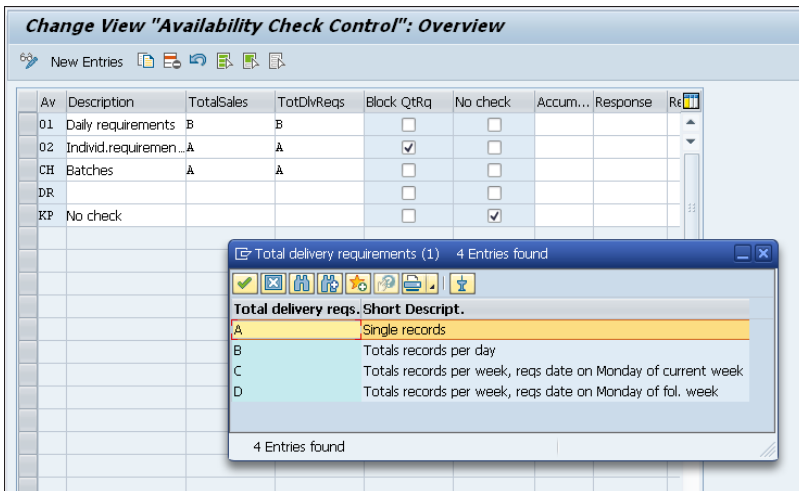 Change View "Availability Check Control": Overview
New Entries
Av Description TotalSales TotDlvReqs Block QtRq No check Accum... Response Re
01 Daily requirements B B
02 Individ.requiremen... A A
CH Batches A A
DR
KP No check
Total delivery requirements (1) 4 Entries found
Total delivery reqs. Short Descript.
A Single records
B Totals records per day
C Totals records per week, reqs date on Monday of current week
D Totals records per week, reqs date on Monday of fol. week
4 Entries found